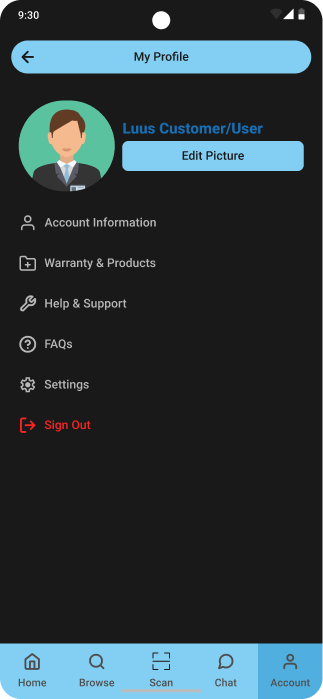 9:30
My Profile
Luus Customer/User
Edit Picture
Account Information
Warranty & Products
Help & Support
FAQs
Settings
Sign Out
Home Browse Scan Chat Account